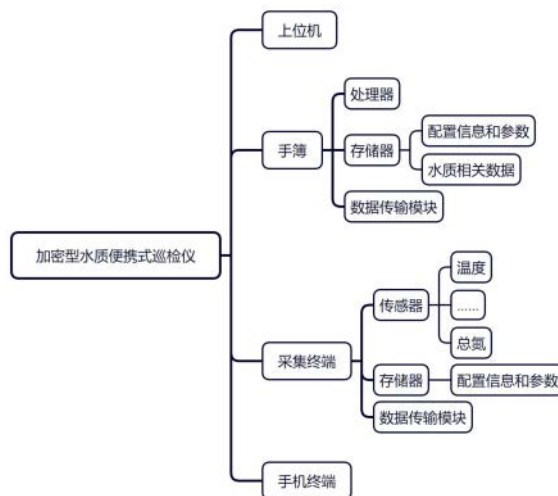 上位机
处理器
配置信息和参数
手簿
存储器
水质相关数据
数据传输模块
加密型水质便携式巡检仪
温度
传感器
......
总氮
采集终端
存储器
配置信息和参数
数据传输模块
手机终端